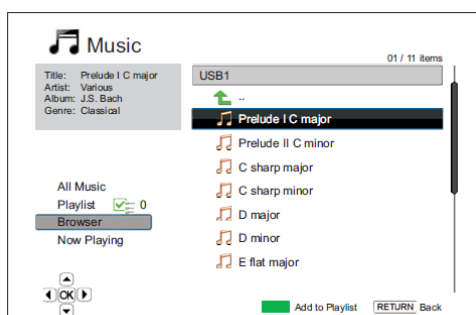 Music
01 / 11 items
Title: Prelude I C major
Artist: Various
Album: J.S. Bach
Genre: Classical
USB1
..
Prelude I C major
Prelude II C minor
C sharp major
C sharp minor
D major
D minor
E flat major
All Music
Playlist 0
Browser
Now Playing
OK
Add to Playlist RETURN Back